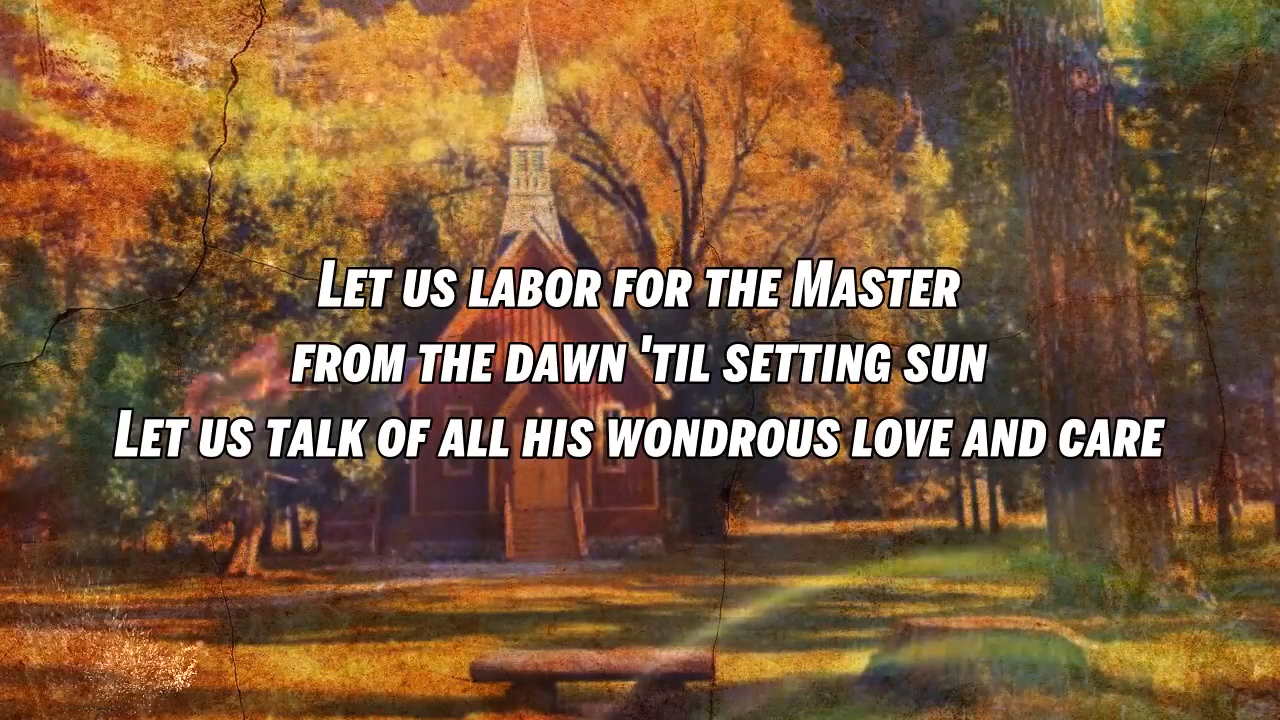 Let us labor for the Master
from the dawn 'til setting sun
Let us talk of all his wondrous love and care